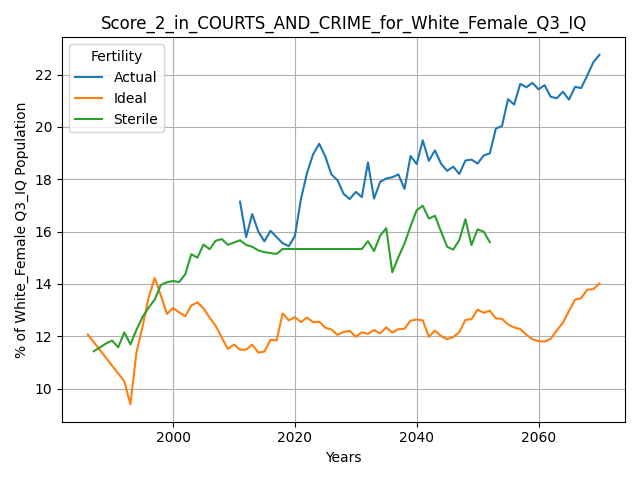 Score_2_in_COURTS_AND_CRIME_for_White_Female_Q3_IQ
Fertility
Actual
Ideal
Sterile
% of White_Female Q3_IQ Population
22
20
18
16
14
12
10
2000
2020
2040
2060
Years